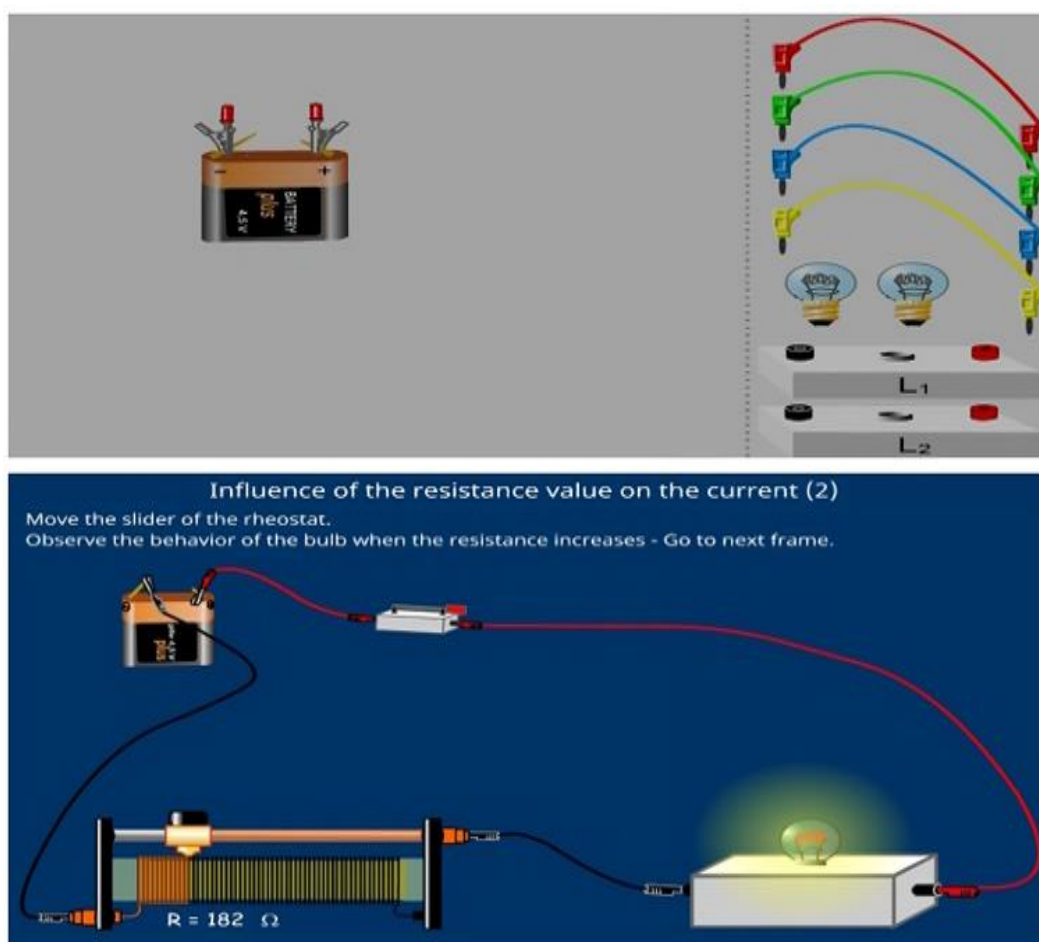 − +
BATTERY
plus
4.5 V
L₁
L₂
Influence of the resistance value on the current (2)
Move the slider of the rheostat.
Observe the behavior of the bulb when the resistance increases - Go to next frame.
plus
R = 182 Ω